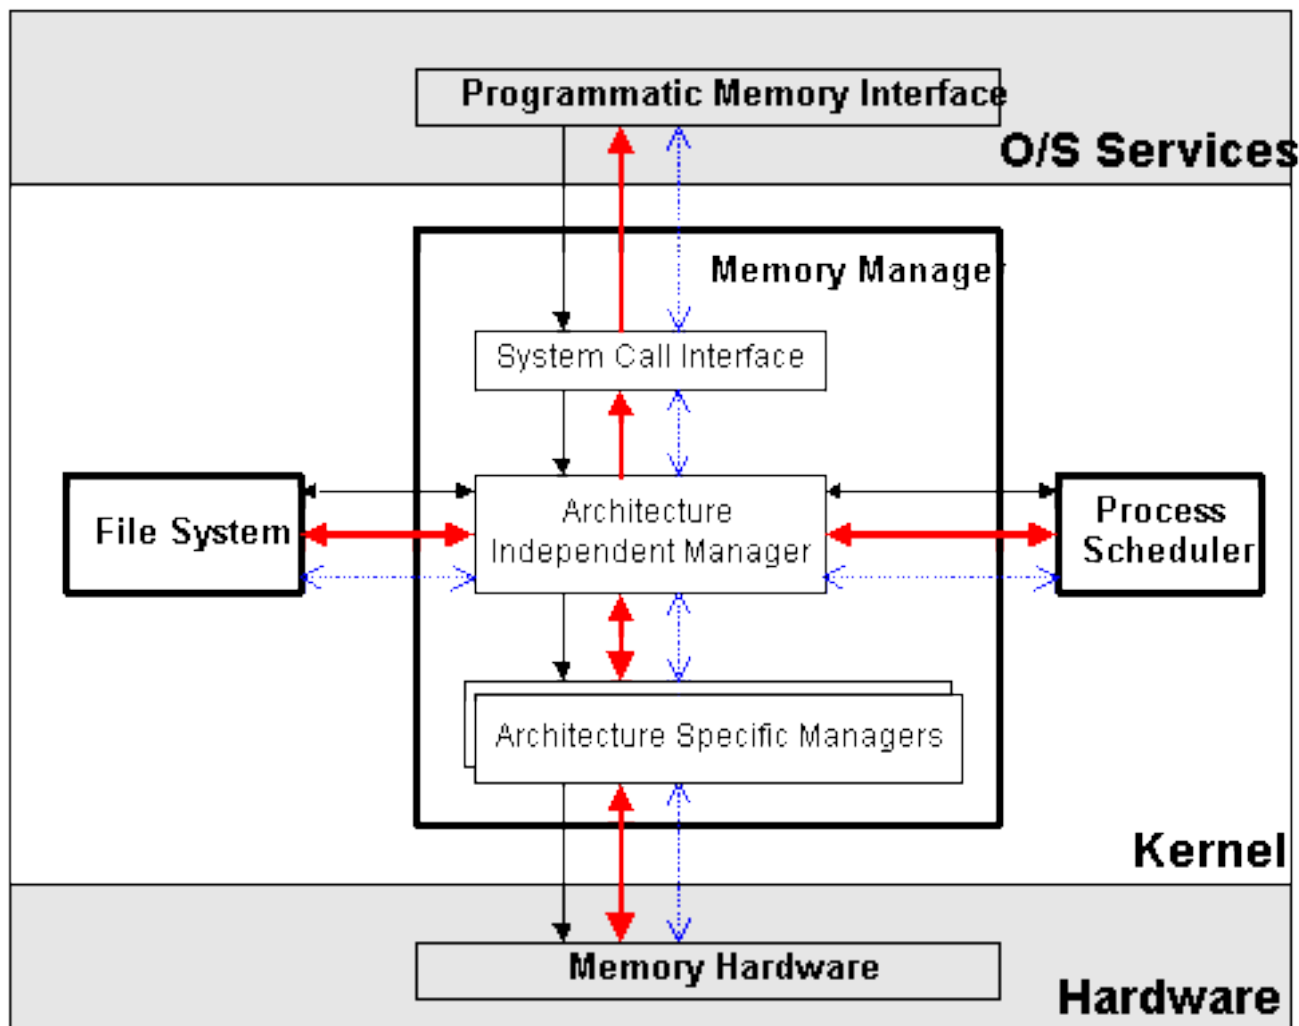 Programmatic Memory Interface
O/S Services
Memory Manager
System Call Interface
File System
Architecture
Independent Manager
Process
Scheduler
Architecture Specific Managers
Kernel
Memory Hardware
Hardware